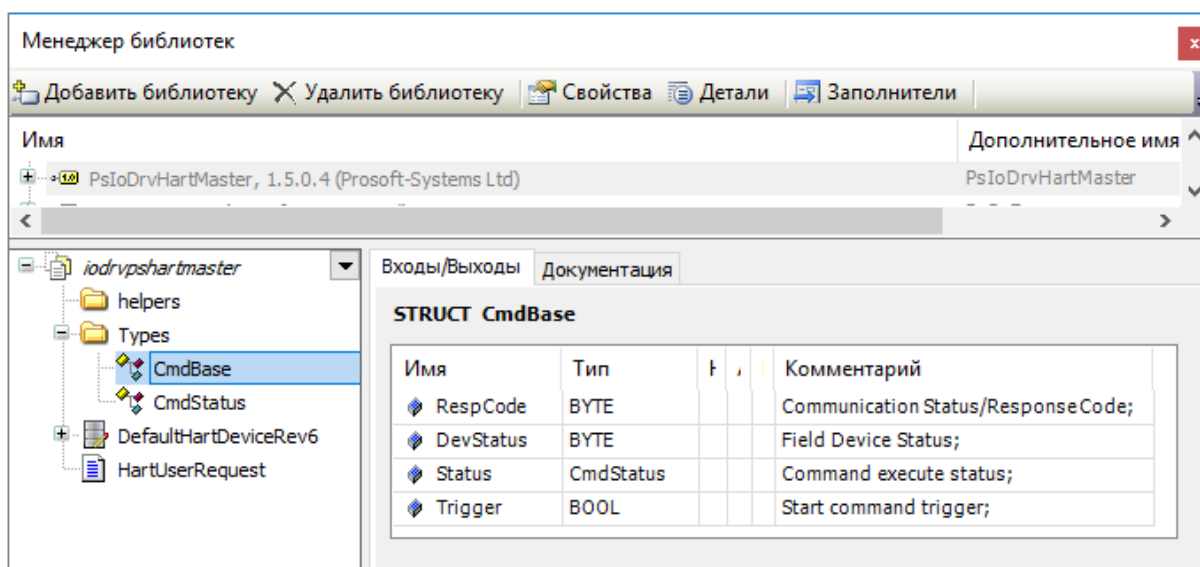 Менеджер библиотек
x
Добавить библиотеку Удалить библиотеку Свойства Детали Заполнители
Имя Дополнительное имя
PsIoDrvHartMaster, 1.5.0.4 (Prosoft-Systems Ltd) PsIoDrvHartMaster
iodrvpshartmaster
helpers
Types
CmdBase
CmdStatus
DefaultHartDeviceRev6
HartUserRequest
Входы/Выходы Документация
STRUCT CmdBase
Имя Тип Комментарий
RespCode BYTE Communication Status/ResponseCode;
DevStatus BYTE Field Device Status;
Status CmdStatus Command execute status;
Trigger BOOL Start command trigger;